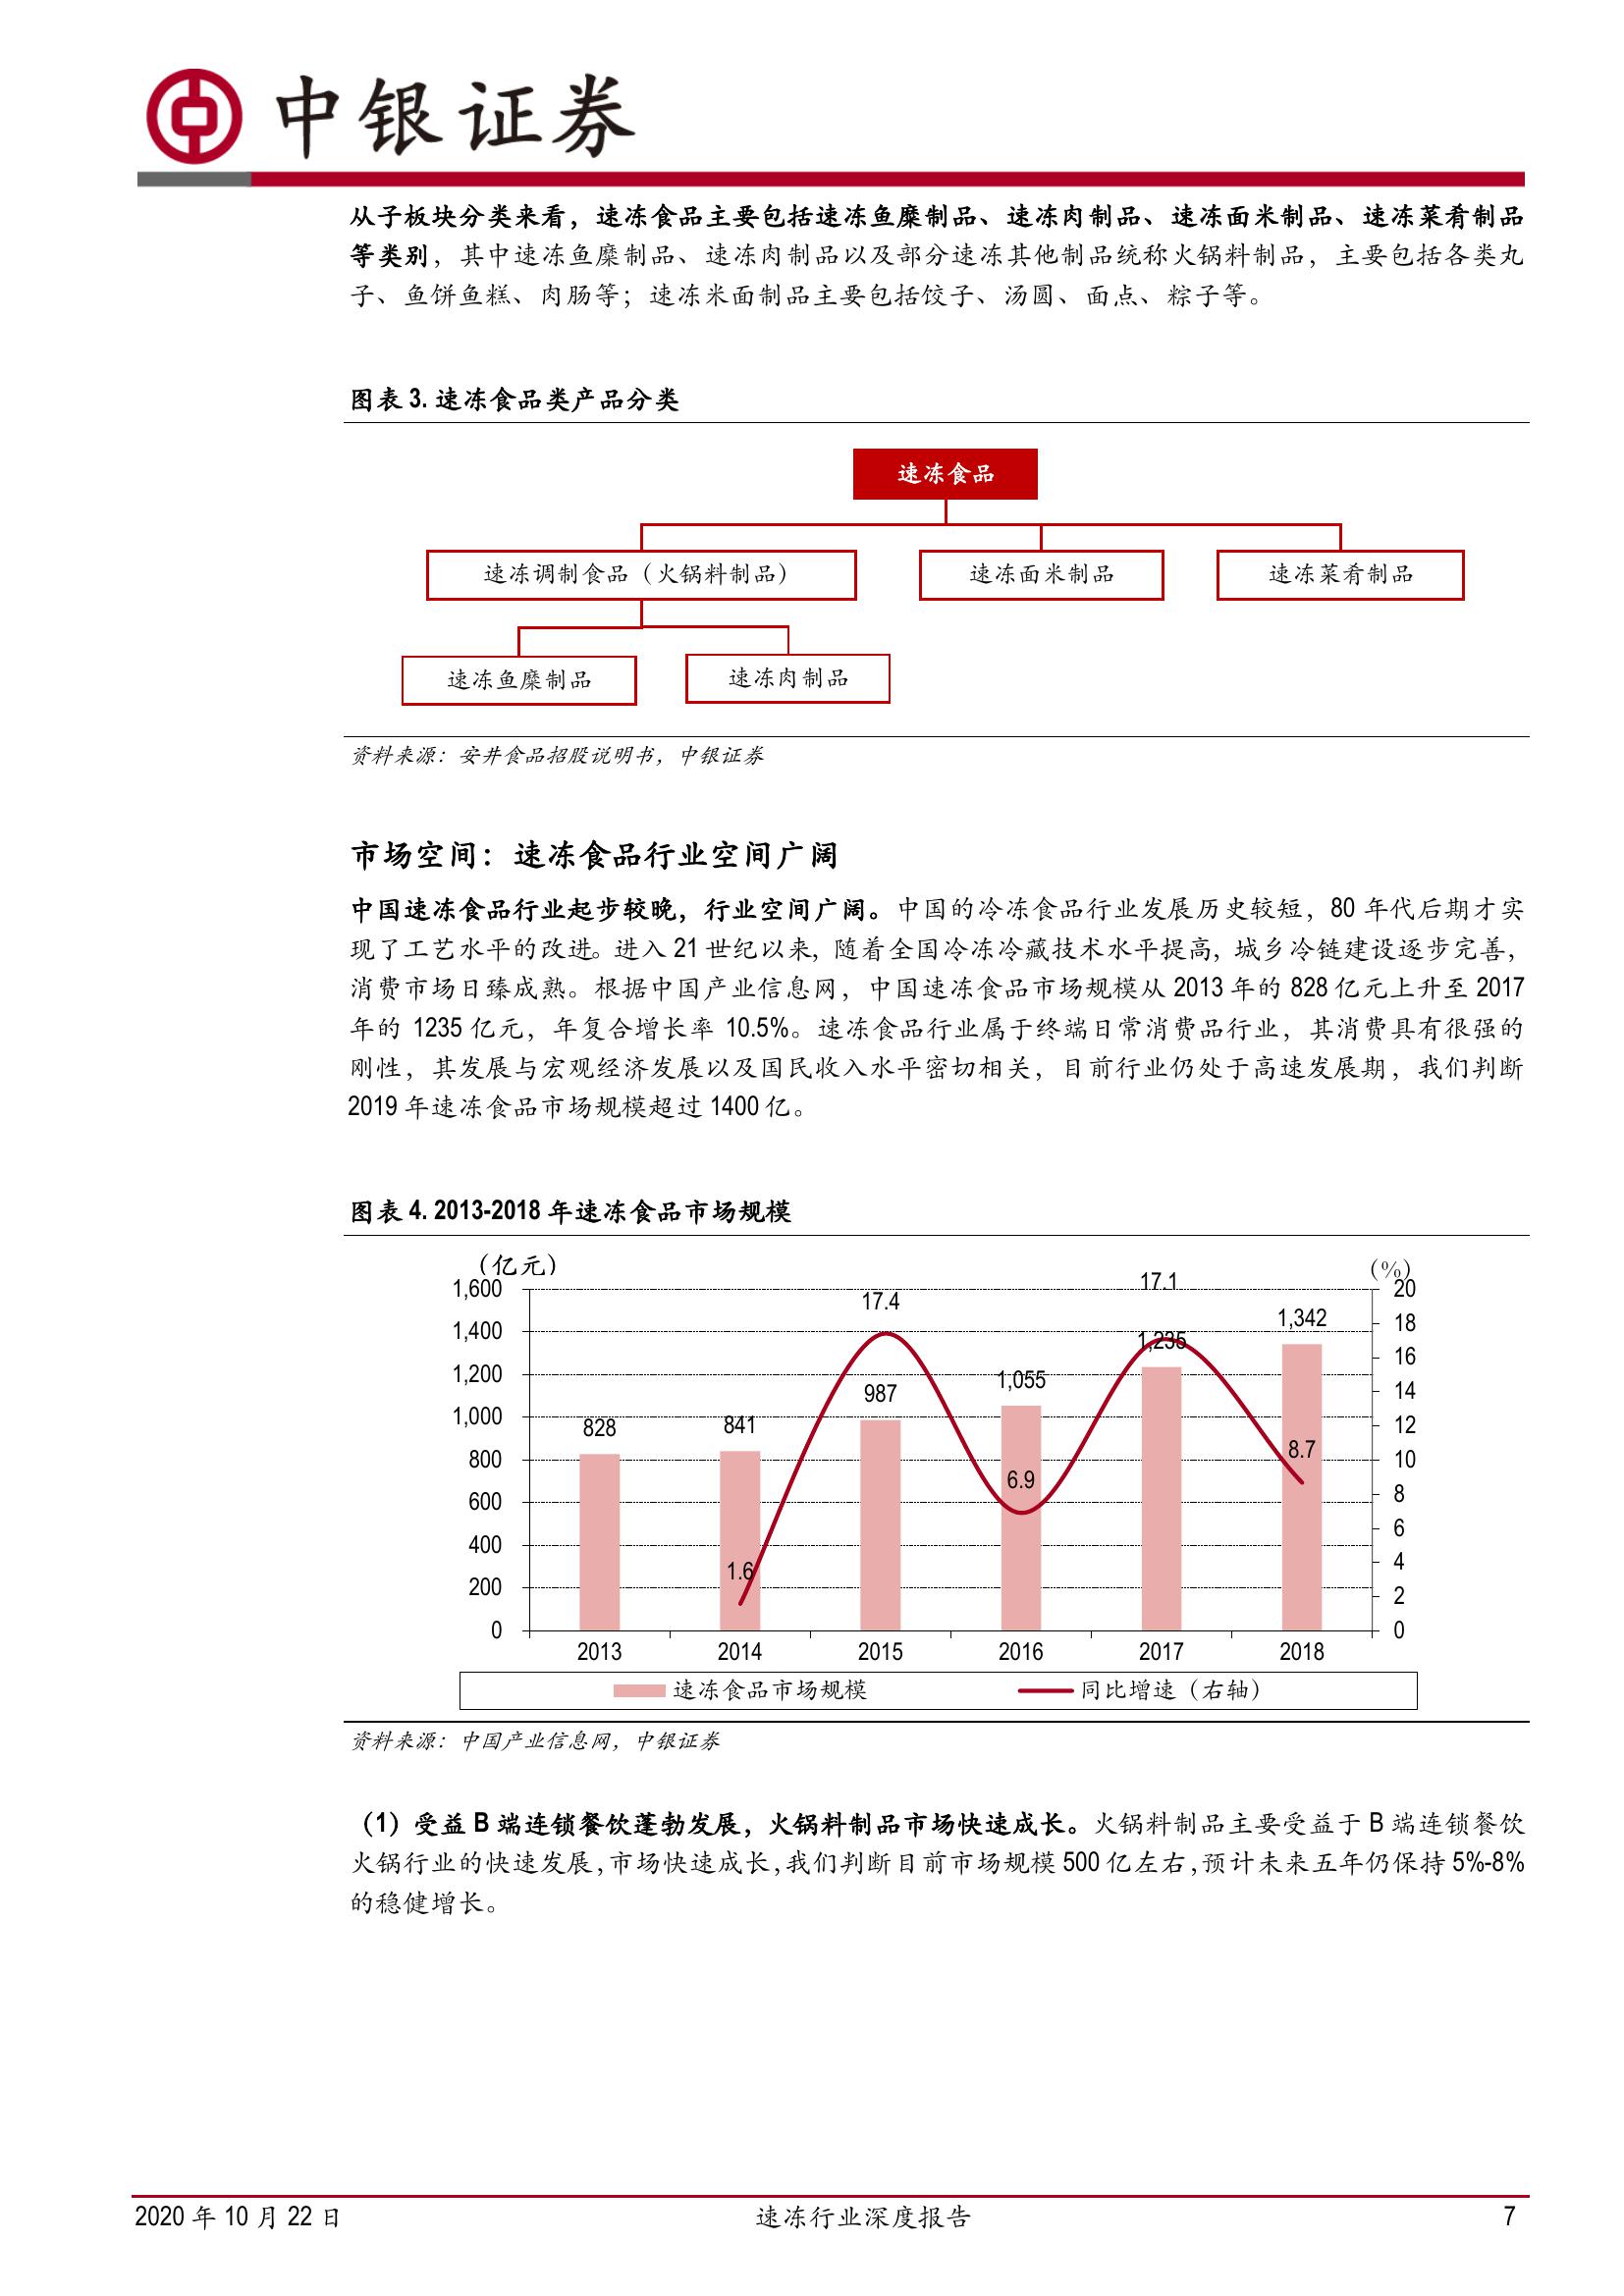 中银证券
从子板块分类来看，速冻食品主要包括速冻鱼糜制品、速冻肉制品、速冻面米制品、速冻菜肴制品
等类别，其中速冻鱼糜制品、速冻肉制品以及部分速冻其他制品统称火锅料制品，主要包括各类丸
子、鱼饼鱼糕、肉肠等；速冻米面制品主要包括饺子、汤圆、面点、粽子等。
图表 3. 速冻食品类产品分类
速冻食品
速冻调制食品（火锅料制品）
速冻面米制品
速冻菜肴制品
速冻鱼糜制品
速冻肉制品
资料来源：安井食品招股说明书，中银证券
市场空间：速冻食品行业空间广阔
中国速冻食品行业起步较晚，行业空间广阔。中国的冷冻食品行业发展历史较短，80 年代后期才实
现了工艺水平的改进。进入 21 世纪以来，随着全国冷冻冷藏技术水平提高，城乡冷链建设逐步完善，
消费市场日臻成熟。根据中国产业信息网，中国速冻食品市场规模从 2013 年的 828 亿元上升至 2017
年的 1235 亿元，年复合增长率 10.5%。速冻食品行业属于终端日常消费品行业，其消费具有很强的
刚性，其发展与宏观经济发展以及国民收入水平密切相关，目前行业仍处于高速发展期，我们判断
2019 年速冻食品市场规模超过 1400 亿。
图表 4. 2013-2018 年速冻食品市场规模
（亿元）
（%）
1,600
1,400
1,200
1,000
800
600
400
200
0
828
841
987
1,055
1,235
1,342
1.6
17.4
6.9
17.1
8.7
20
18
16
14
12
10
8
6
4
2
0
2013 2014 2015 2016 2017 2018
速冻食品市场规模 同比增速（右轴）
资料来源：中国产业信息网，中银证券
（1）受益 B 端连锁餐饮蓬勃发展，火锅料制品市场快速成长。火锅料制品主要受益于 B 端连锁餐饮
火锅行业的快速发展，市场快速成长，我们判断目前市场规模 500 亿左右，预计未来五年仍保持 5%-8%
的稳健增长。
2020 年 10 月 22 日 速冻行业深度报告 7